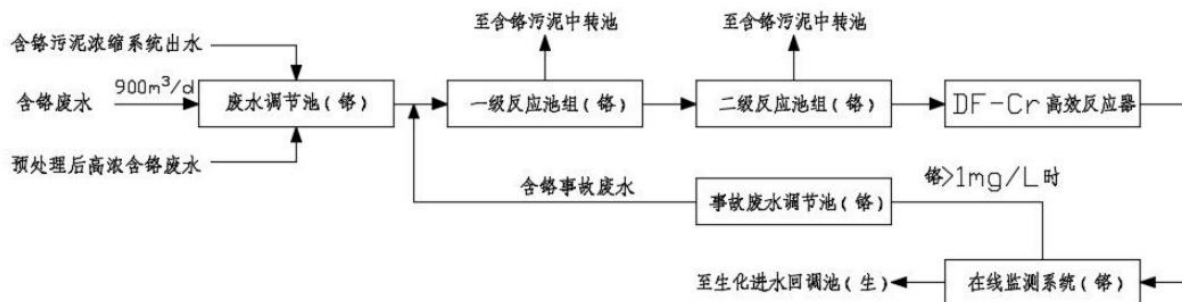 至含铬污泥中转池
至含铬污泥中转池
含铬污泥浓缩系统出水
900m³/d
含铬废水
废水调节池(铬)
一级反应池组(铬)
二级反应池组(铬)
DF-Cr高效反应器
预处理后高浓含铬废水
含铬事故废水
铬>1mg/L时
事故废水调节池(铬)
至生化进水回调池(生)
在线监测系统(铬)